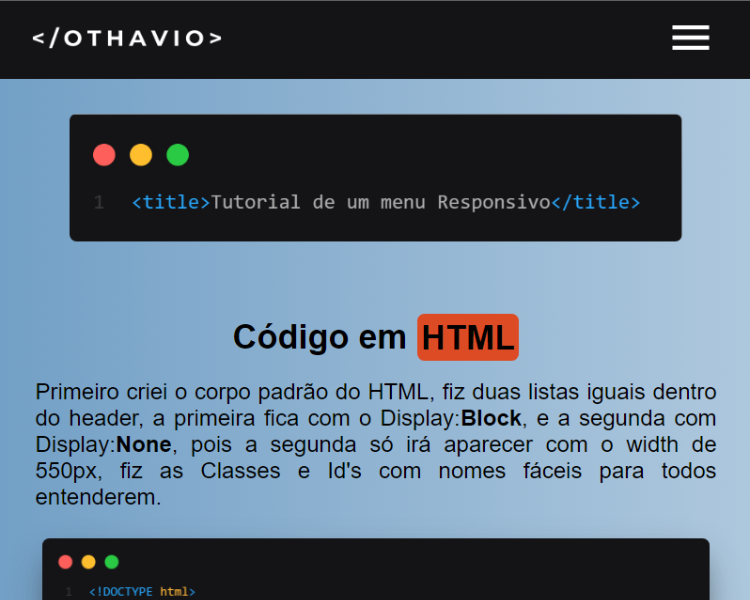 </OTHAVIO>
1 <title>Tutorial de um menu Responsivo</title>
Código em HTML
Primeiro criei o corpo padrão do HTML, fiz duas listas iguais dentro
do header, a primeira fica com o Display:Block, e a segunda com
Display:None, pois a segunda só irá aparecer com o width de
550px, fiz as Classes e Id's com nomes fáceis para todos
entenderem.
1 <!DOCTYPE html>